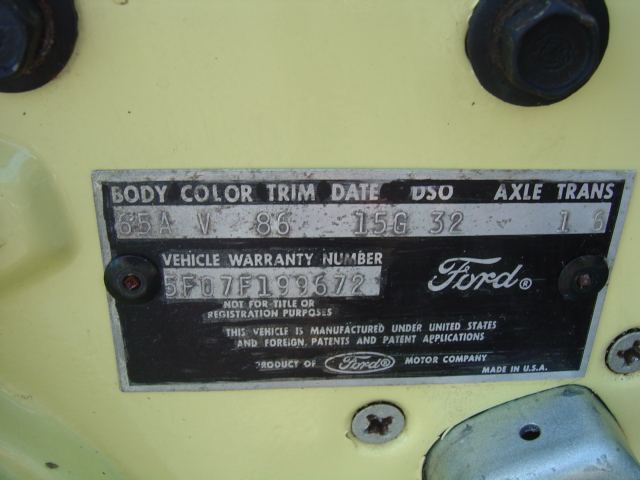 BODY COLOR TRIM DATE DSO AXLE TRANS
65A V 86 15G 32 1 6
VEHICLE WARRANTY NUMBER
5F07F199672
Ford®
NOT FOR TITLE OR
REGISTRATION PURPOSES
THIS VEHICLE IS MANUFACTURED UNDER UNITED STATES
AND FOREIGN PATENTS AND PATENT APPLICATIONS
PRODUCT OF Ford® MOTOR COMPANY
MADE IN U.S.A.